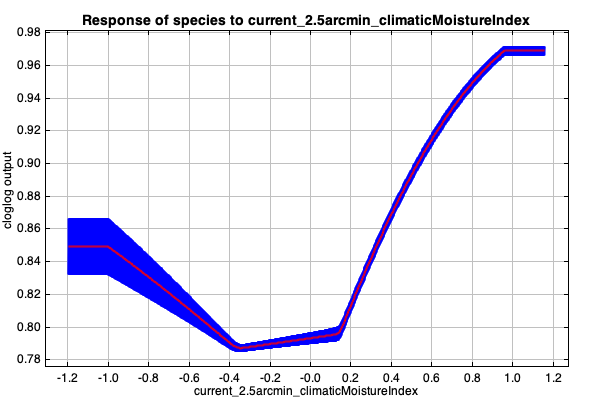 Response of species to current_2.5arcmin_climaticMoistureIndex
0.98
0.96
0.94
0.92
0.90
0.88
0.86
0.84
0.82
0.80
0.78
cloglog output
-1.2 -1.0 -0.8 -0.6 -0.4 -0.2 -0.0 0.2 0.4 0.6 0.8 1.0 1.2
current_2.5arcmin_climaticMoistureIndex